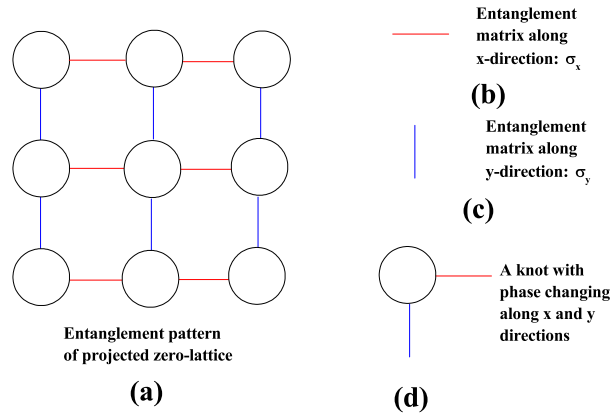 Entanglement
matrix along
x-direction: σx
(b)
Entanglement
matrix along
y-direction: σy
(c)
A knot with
phase changing
along x and y
directions
(d)
Entanglement pattern
of projected zero-lattice
(a)